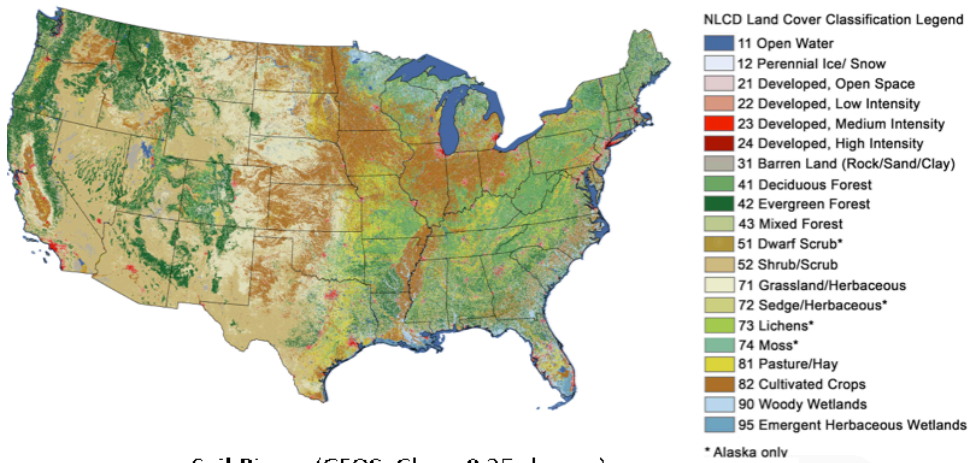 NLCD Land Cover Classification Legend
11 Open Water
12 Perennial Ice/ Snow
21 Developed, Open Space
22 Developed, Low Intensity
23 Developed, Medium Intensity
24 Developed, High Intensity
31 Barren Land (Rock/Sand/Clay)
41 Deciduous Forest
42 Evergreen Forest
43 Mixed Forest
51 Dwarf Scrub*
52 Shrub/Scrub
71 Grassland/Herbaceous
72 Sedge/Herbaceous*
73 Lichens*
74 Moss*
81 Pasture/Hay
82 Cultivated Crops
90 Woody Wetlands
95 Emergent Herbaceous Wetlands
* Alaska only